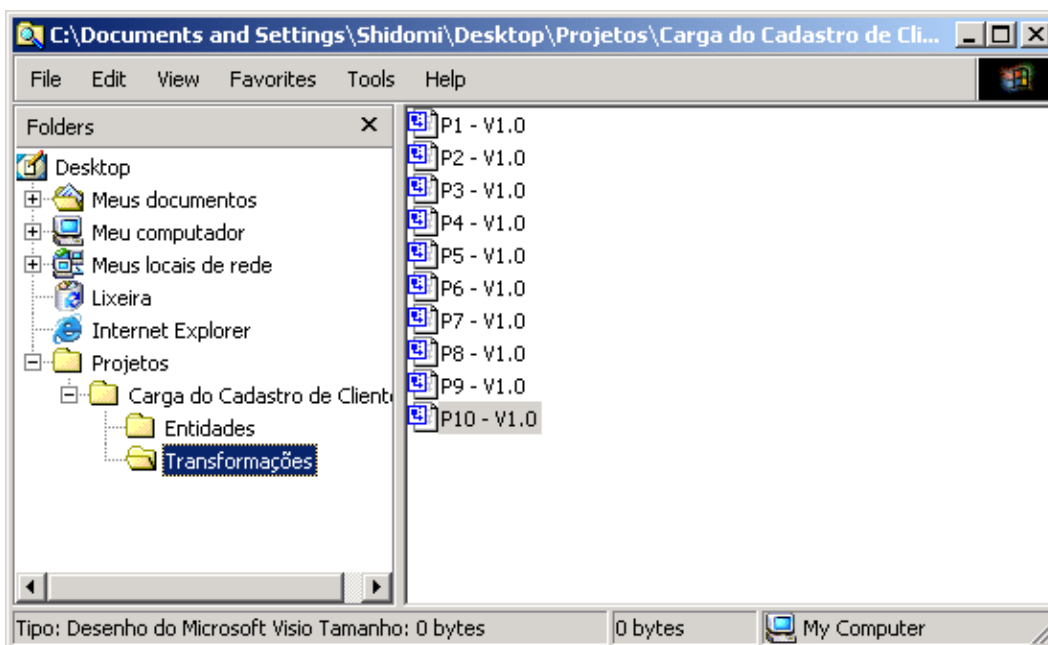 C:\Documents and Settings\Shidomi\Desktop\Projetos\Carga do Cadastro de Cli...
File Edit View Favorites Tools Help
Folders
Desktop
Meus documentos
Meu computador
Meus locais de rede
Lixeira
Internet Explorer
Projetos
Carga do Cadastro de Cliente
Entidades
Transformações
P1 - V1.0
P2 - V1.0
P3 - V1.0
P4 - V1.0
P5 - V1.0
P6 - V1.0
P7 - V1.0
P8 - V1.0
P9 - V1.0
P10 - V1.0
Tipo: Desenho do Microsoft Visio Tamanho: 0 bytes 0 bytes My Computer